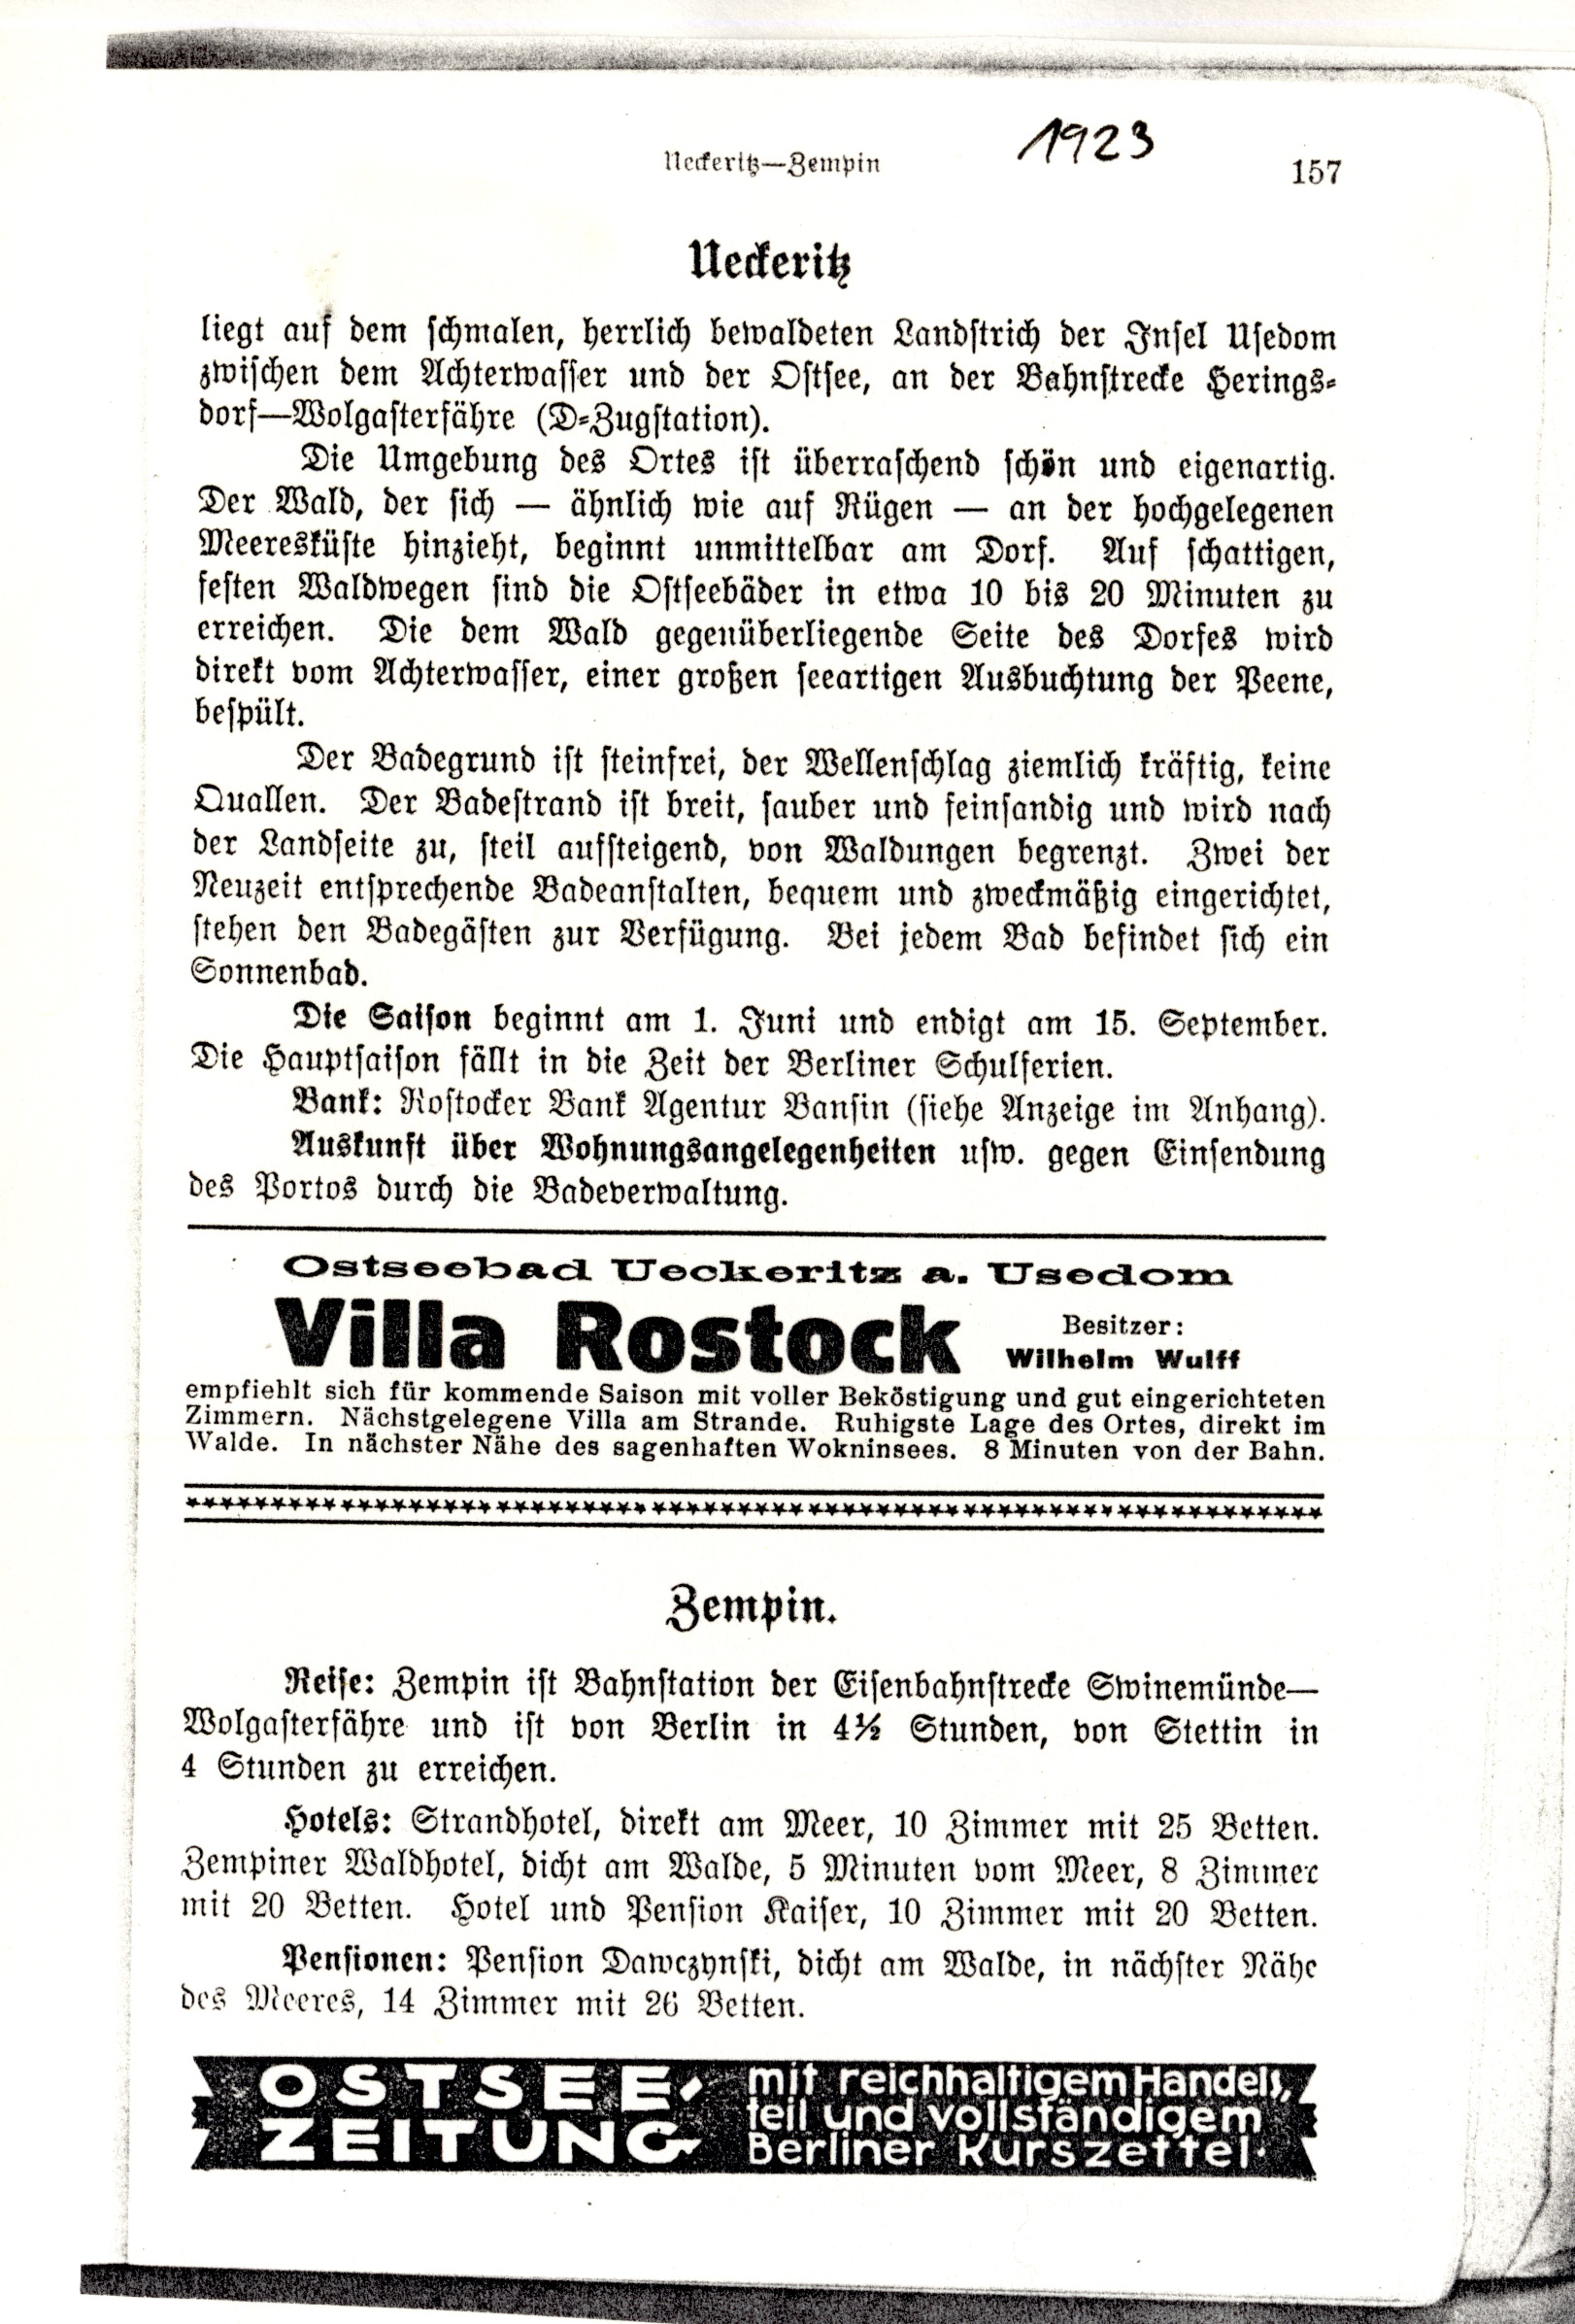 Ueckeritz—Zempin
1923
157
Ueckeritz
liegt auf dem schmalen, herrlich bewaldeten Landstrich der Insel Usedom
zwischen dem Achterwasser und der Ostsee, an der Bahnstrecke Herings-
dorf—Wolgasterfähre (D-Zugstation).
Die Umgebung des Ortes ist überraschend schön und eigenartig.
Der Wald, der sich — ähnlich wie auf Rügen — an der hochgelegenen
Meeresküste hinzieht, beginnt unmittelbar am Dorf. Auf schattigen,
festen Waldwegen sind die Ostseebäder in etwa 10 bis 20 Minuten zu
erreichen. Die dem Wald gegenüberliegende Seite des Dorfes wird
direkt vom Achterwasser, einer großen seeartigen Ausbuchtung der Peene,
bespült.
Der Badegrund ist steinfrei, der Wellenschlag ziemlich kräftig, keine
Quallen. Der Badestrand ist breit, sauber und feinsandig und wird nach
der Landseite zu, steil aufsteigend, von Waldungen begrenzt. Zwei der
Neuzeit entsprechende Badeanstalten, bequem und zweckmäßig eingerichtet,
stehen den Badegästen zur Verfügung. Bei jedem Bad befindet sich ein
Sonnenbad.
Die Saison beginnt am 1. Juni und endigt am 15. September.
Die Hauptsaison fällt in die Zeit der Berliner Schulferien.
Bank: Rostocker Bank Agentur Bansin (siehe Anzeige im Anhang).
Auskunft über Wohnungsangelegenheiten usw. gegen Einsendung
des Portos durch die Badeverwaltung.
Ostseebad Ueckeritz a. Usedom
Villa Rostock
Besitzer:
Wilhelm Wulff
empfiehlt sich für kommende Saison mit voller Beköstigung und gut eingerichteten
Zimmern. Nächstgelegene Villa am Strande. Ruhigste Lage des Ortes, direkt im
Walde. In nächster Nähe des sagenhaften Wokninsees. 8 Minuten von der Bahn.
Zempin.
Reise: Zempin ist Bahnstation der Eisenbahnstrecke Swinemünde—
Wolgasterfähre und ist von Berlin in 4½ Stunden, von Stettin in
4 Stunden zu erreichen.
Hotels: Strandhotel, direkt am Meer, 10 Zimmer mit 25 Betten.
Zempiner Waldhotel, dicht am Walde, 5 Minuten vom Meer, 8 Zimmer
mit 20 Betten. Hotel und Pension Kaiser, 10 Zimmer mit 20 Betten.
Pensionen: Pension Dawczynski, dicht am Walde, in nächster Nähe
des Meeres, 14 Zimmer mit 26 Betten.
OSTSEE-
ZEITUNG
mit reichhaltigem Handels-
teil und vollständigem
Berliner Kurszettel.